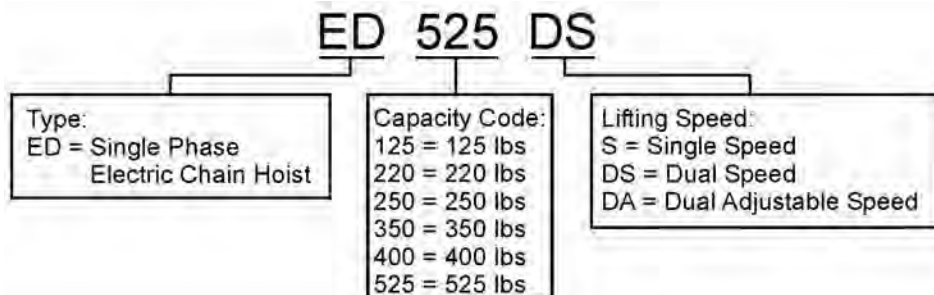 ED 525 DS
Type:
ED = Single Phase
Electric Chain Hoist
Capacity Code:
125 = 125 lbs
220 = 220 lbs
250 = 250 lbs
350 = 350 lbs
400 = 400 lbs
525 = 525 lbs
Lifting Speed:
S = Single Speed
DS = Dual Speed
DA = Dual Adjustable Speed